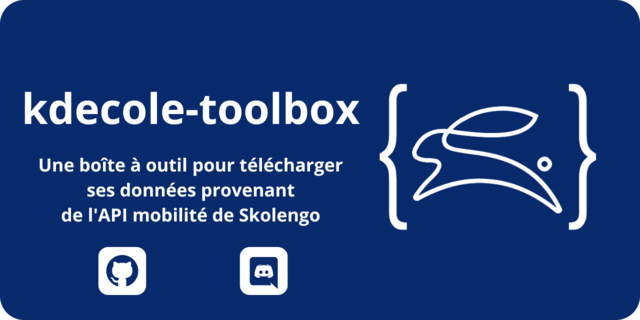 kdecole-toolbox
Une boîte à outil pour télécharger
ses données provenant
de l'API mobilité de Skolengo